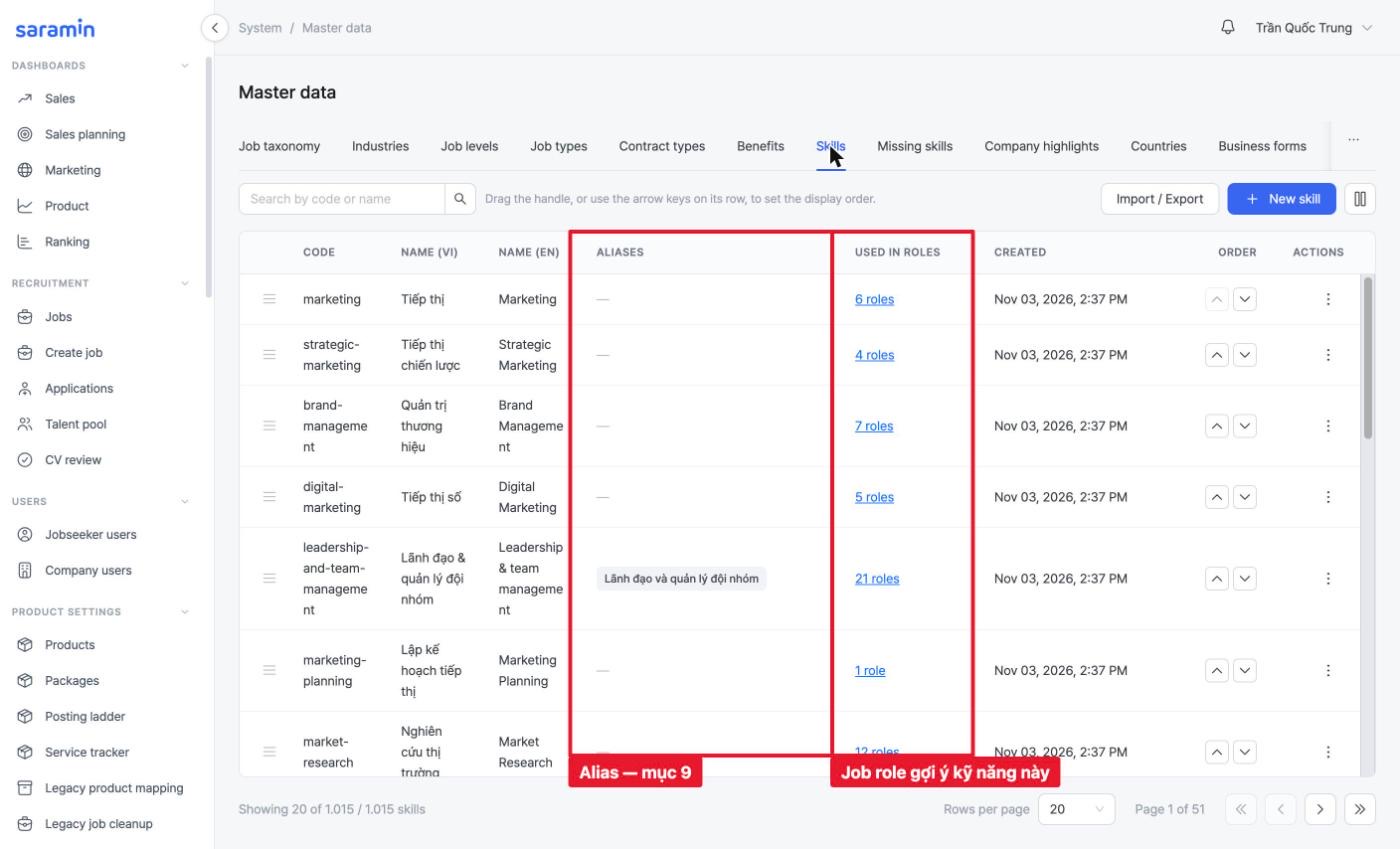 saramin
System / Master data
Trần Quốc Trung
DASHBOARDS
Sales
Sales planning
Marketing
Product
Ranking
RECRUITMENT
Jobs
Create job
Applications
Talent pool
CV review
USERS
Jobseeker users
Company users
PRODUCT SETTINGS
Products
Packages
Posting ladder
Service tracker
Legacy product mapping
Legacy job cleanup
Master data
Job taxonomy Industries Job levels Job types Contract types Benefits Skills Missing skills Company highlights Countries Business forms ...
Search by code or name
Drag the handle, or use the arrow keys on its row, to set the display order.
Import / Export
+ New skill
CODE NAME (VI) NAME (EN) ALIASES USED IN ROLES CREATED ORDER ACTIONS
marketing Tiếp thị Marketing — 6 roles Nov 03, 2026, 2:37 PM
strategic-
marketing
Tiếp thị
chiến lược
Strategic
Marketing
—
4 roles
Nov 03, 2026, 2:37 PM
brand-
manageme
nt
Quản trị
thương
hiệu
Brand
Manageme
nt
—
7 roles
Nov 03, 2026, 2:37 PM
digital-
marketing
Tiếp thị số
Digital
Marketing
—
5 roles
Nov 03, 2026, 2:37 PM
leadership-
and-team-
manageme
nt
Lãnh đạo &
quản lý đội
nhóm
Leadership
& team
manageme
nt
Lãnh đạo và quản lý đội nhóm
21 roles
Nov 03, 2026, 2:37 PM
marketing-
planning
Lập kế
hoạch tiếp
thị
Marketing
Planning
—
1 role
Nov 03, 2026, 2:37 PM
market-
research
Nghiên
cứu thị
trường
Market
Research
—
12 roles
Nov 03, 2026, 2:37 PM
Alias — mục 9
Job role gợi ý kỹ năng này
Showing 20 of 1.015 / 1.015 skills
Rows per page 20
Page 1 of 51